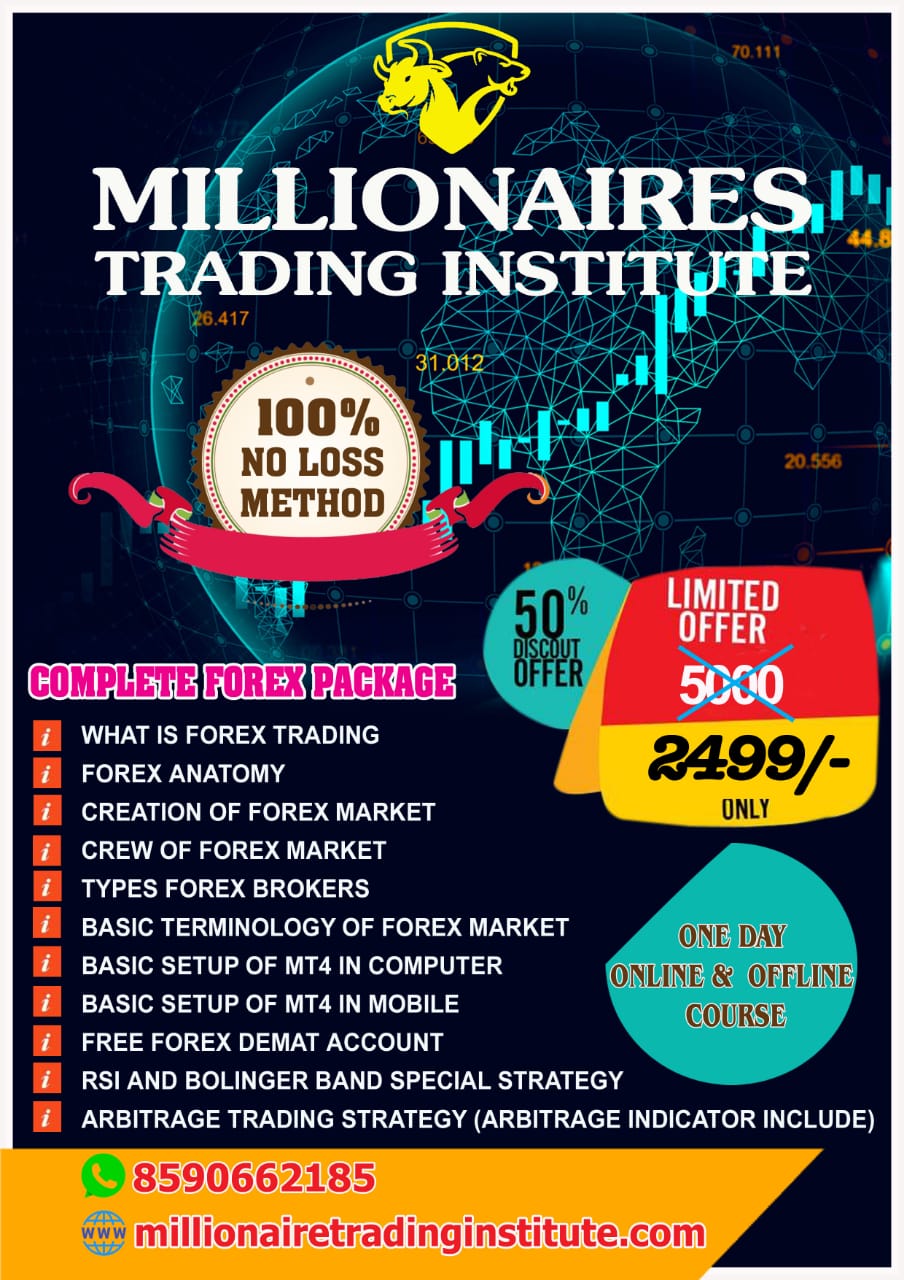 70.111
MILLIONAIRES
44.8
TRADING INSTITUTE
26.417
31.012
100%
NO LOSS
METHOD
20.556
50%
DISCOUT
OFFER
LIMITED
OFFER
5000
2499/-
ONLY
COMPLETE FOREX PACKAGE
i WHAT IS FOREX TRADING
i FOREX ANATOMY
i CREATION OF FOREX MARKET
i CREW OF FOREX MARKET
i TYPES FOREX BROKERS
i BASIC TERMINOLOGY OF FOREX MARKET
i BASIC SETUP OF MT4 IN COMPUTER
i BASIC SETUP OF MT4 IN MOBILE
i FREE FOREX DEMAT ACCOUNT
i RSI AND BOLINGER BAND SPECIAL STRATEGY
i ARBITRAGE TRADING STRATEGY (ARBITRAGE INDICATOR INCLUDE)
ONE DAY
ONLINE & OFFLINE
COURSE
8590662185
www millionairetradinginstitute.com